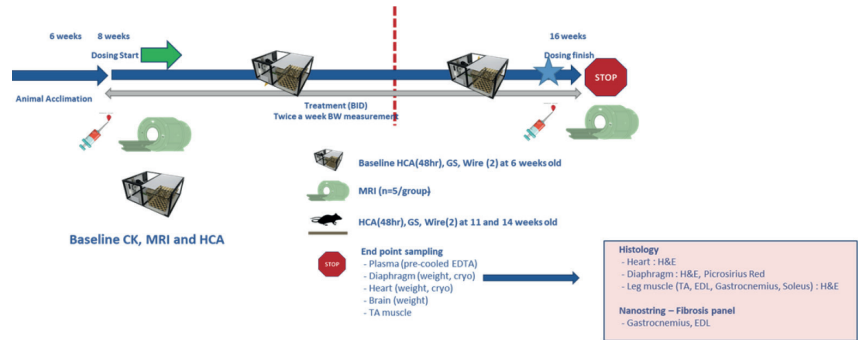 6 weeks
8 weeks
16 weeks
Dosing Start
Dosing finish
STOP
Animal Acclimation
Treatment (BID)
Twice a week BW measurement
Baseline HCA(48hr), GS, Wire (2) at 6 weeks old
MRI (n=5/group)
Baseline CK, MRI and HCA
HCA(48hr), GS, Wire(2) at 11 and 14 weeks old
End point sampling
STOP
- Plasma (pre-cooled EDTA)
- Diaphragm (weight, cryo)
- Heart (weight, cryo)
- Brain (weight)
- TA muscle
Histology
- Heart : H&E
- Diaphragm : H&E, Picrosirius Red
- Leg muscle (TA, EDL, Gastrocnemius, Soleus) : H&E
Nanostring – Fibrosis panel
- Gastrocnemius, EDL